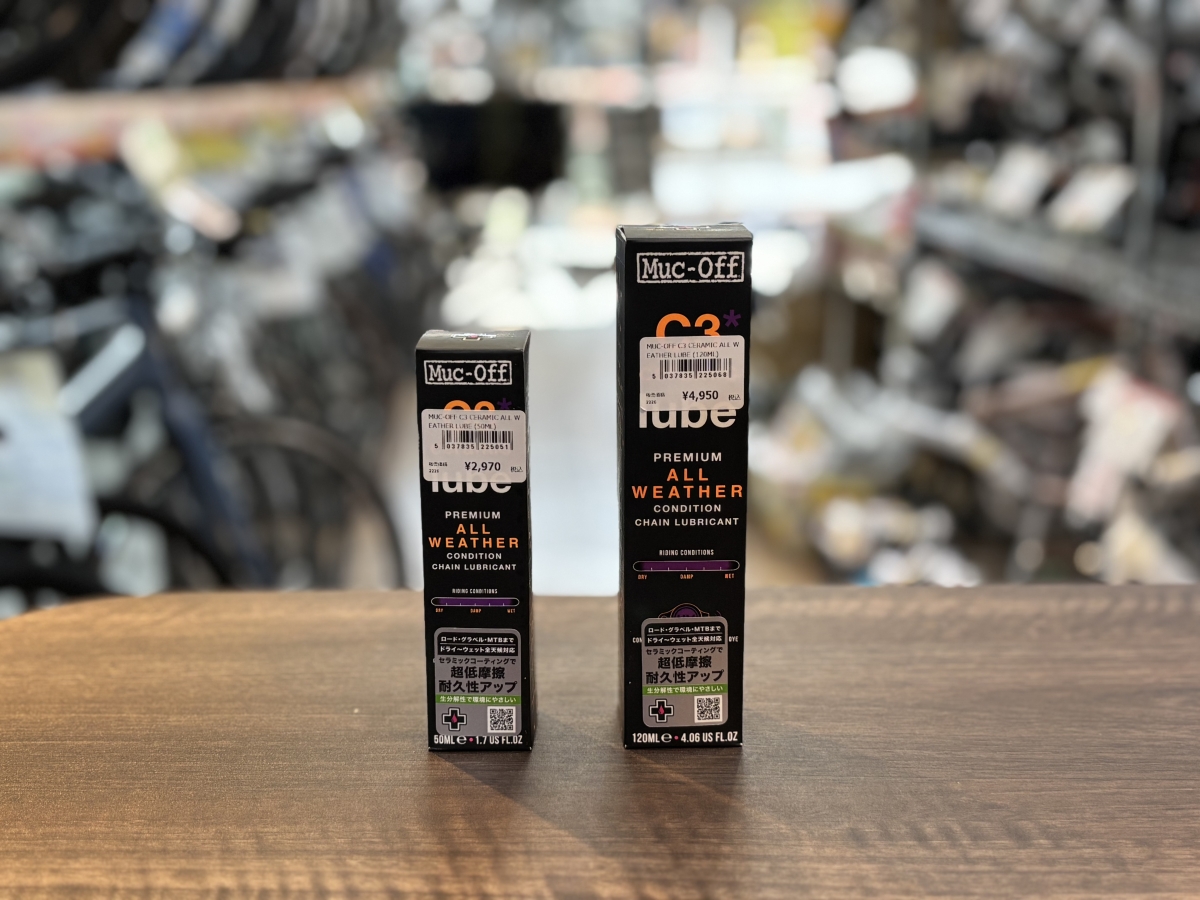 Muc-Off
MUC-OFF C3 CERAMIC ALL W
EATHER LUBE (50ML)
5 037835 225051
¥2,970 税込
lube
PREMIUM
ALL
WEATHER
CONDITION
CHAIN LUBRICANT
RIDING CONDITIONS
DRY DAMP WET
ロード・グラベル・MTBまで
ドライ〜ウェット全天候対応
セラミックコーティングで
超低摩擦
耐久性アップ
生分解性で環境にやさしい
50ML e • 1.7 US FL.OZ
Muc-Off
C3*
MUC-OFF C3 CERAMIC ALL W
EATHER LUBE (120ML)
5 037835 225068
¥4,950 税込
lube
PREMIUM
ALL
WEATHER
CONDITION
CHAIN LUBRICANT
RIDING CONDITIONS
DRY DAMP WET
ロード・グラベル・MTBまで
ドライ〜ウェット全天候対応
セラミックコーティングで
超低摩擦
耐久性アップ
生分解性で環境にやさしい
120ML e • 4.06 US FL.OZ